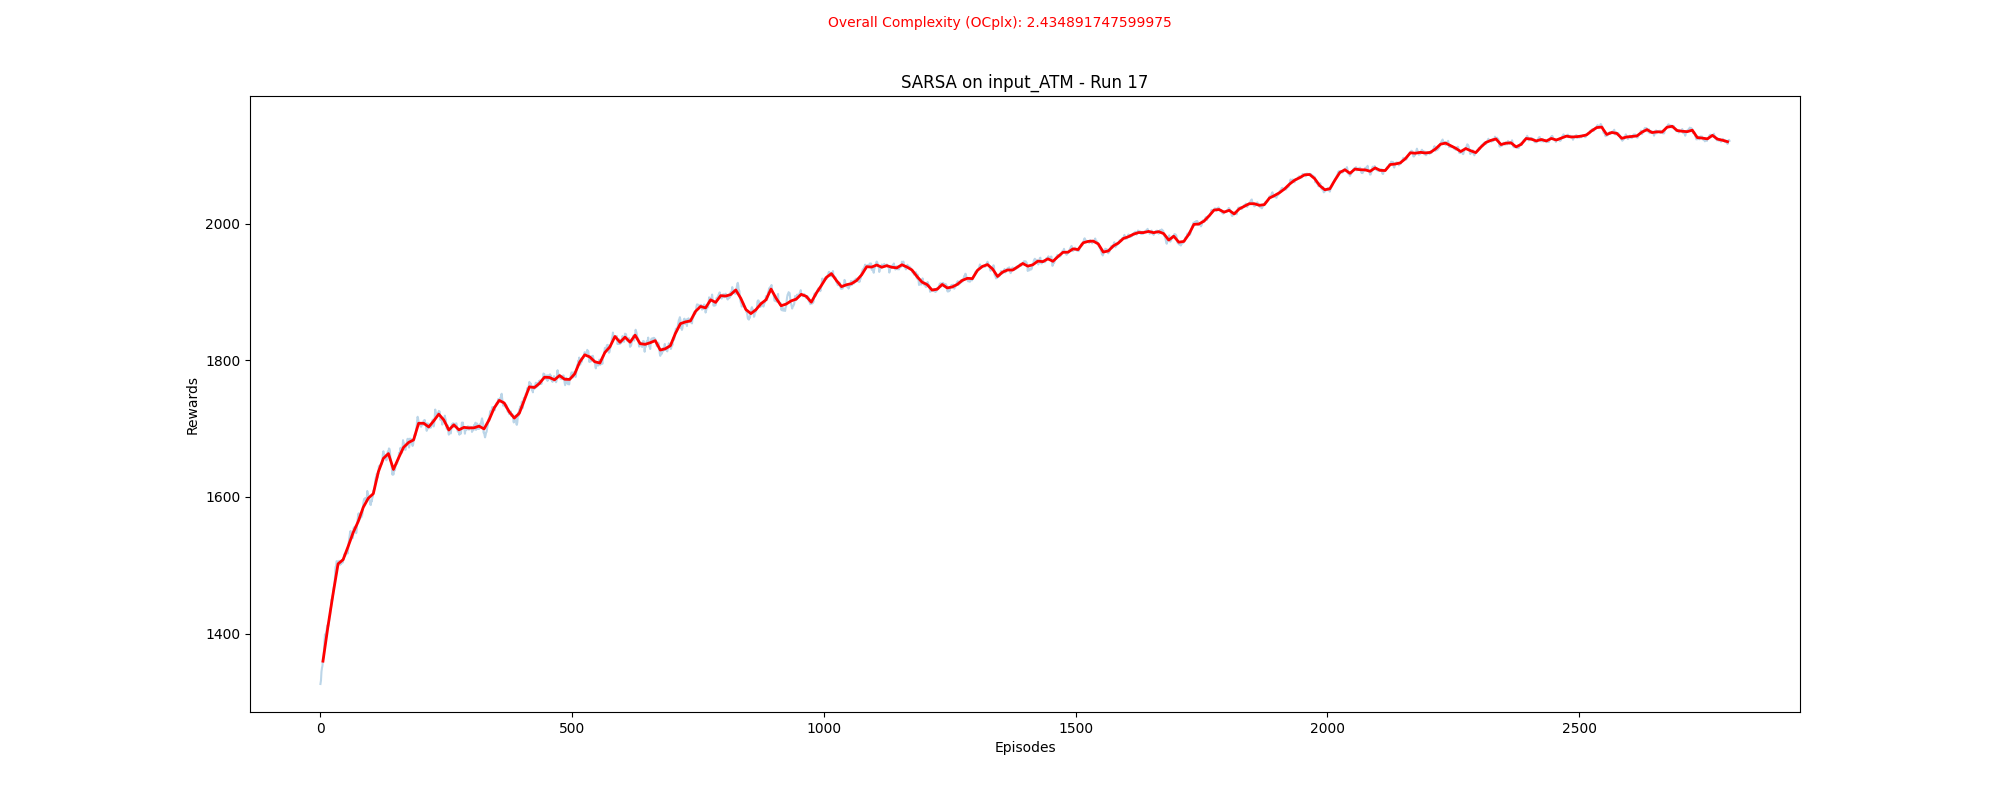 Overall Complexity (OCplx): 2.434891747599975
SARSA on input_ATM - Run 17
2000
1800
1600
1400
Rewards
0 500 1000 1500 2000 2500
Episodes